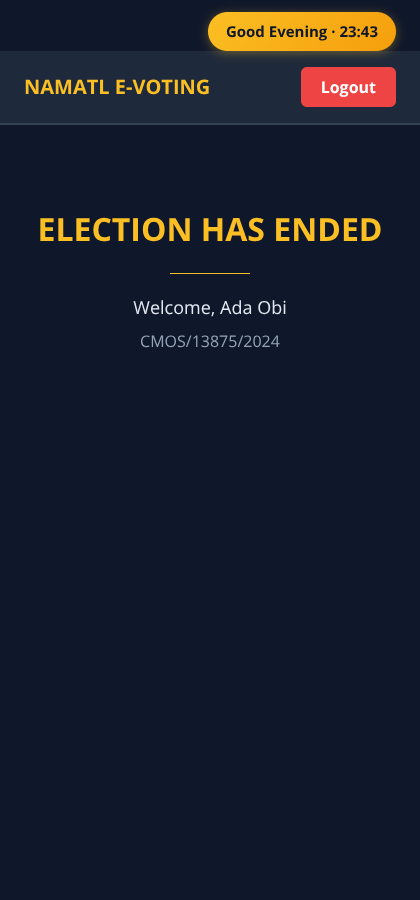 Good Evening · 23:43
NAMATL E-VOTING
Logout
ELECTION HAS ENDED
Welcome, Ada Obi
CMOS/13875/2024